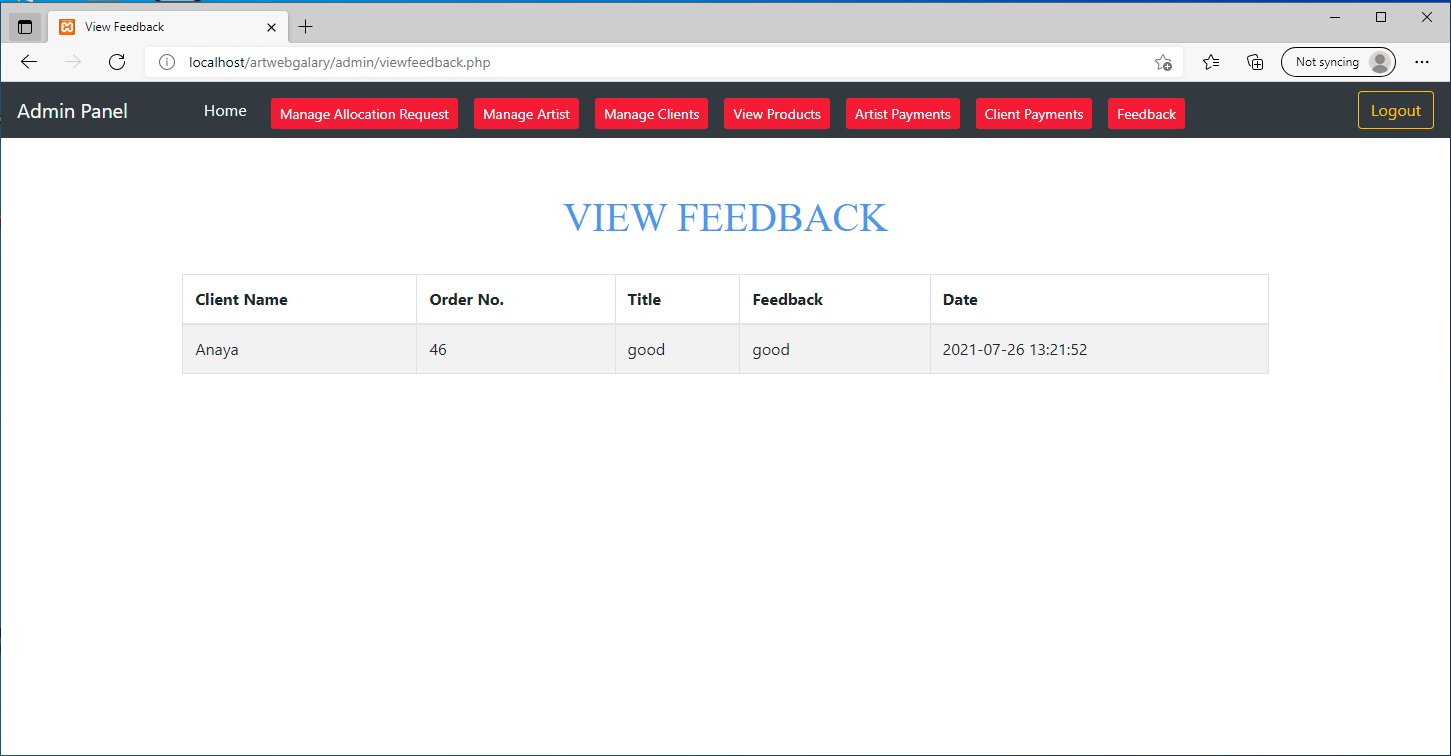 View Feedback
localhost/artwebgalary/admin/viewfeedback.php
Not syncing
Admin Panel Home Manage Allocation Request Manage Artist Manage Clients View Products Artist Payments Client Payments Feedback Logout
VIEW FEEDBACK
Client Name Order No. Title Feedback Date
Anaya 46 good good 2021-07-26 13:21:52